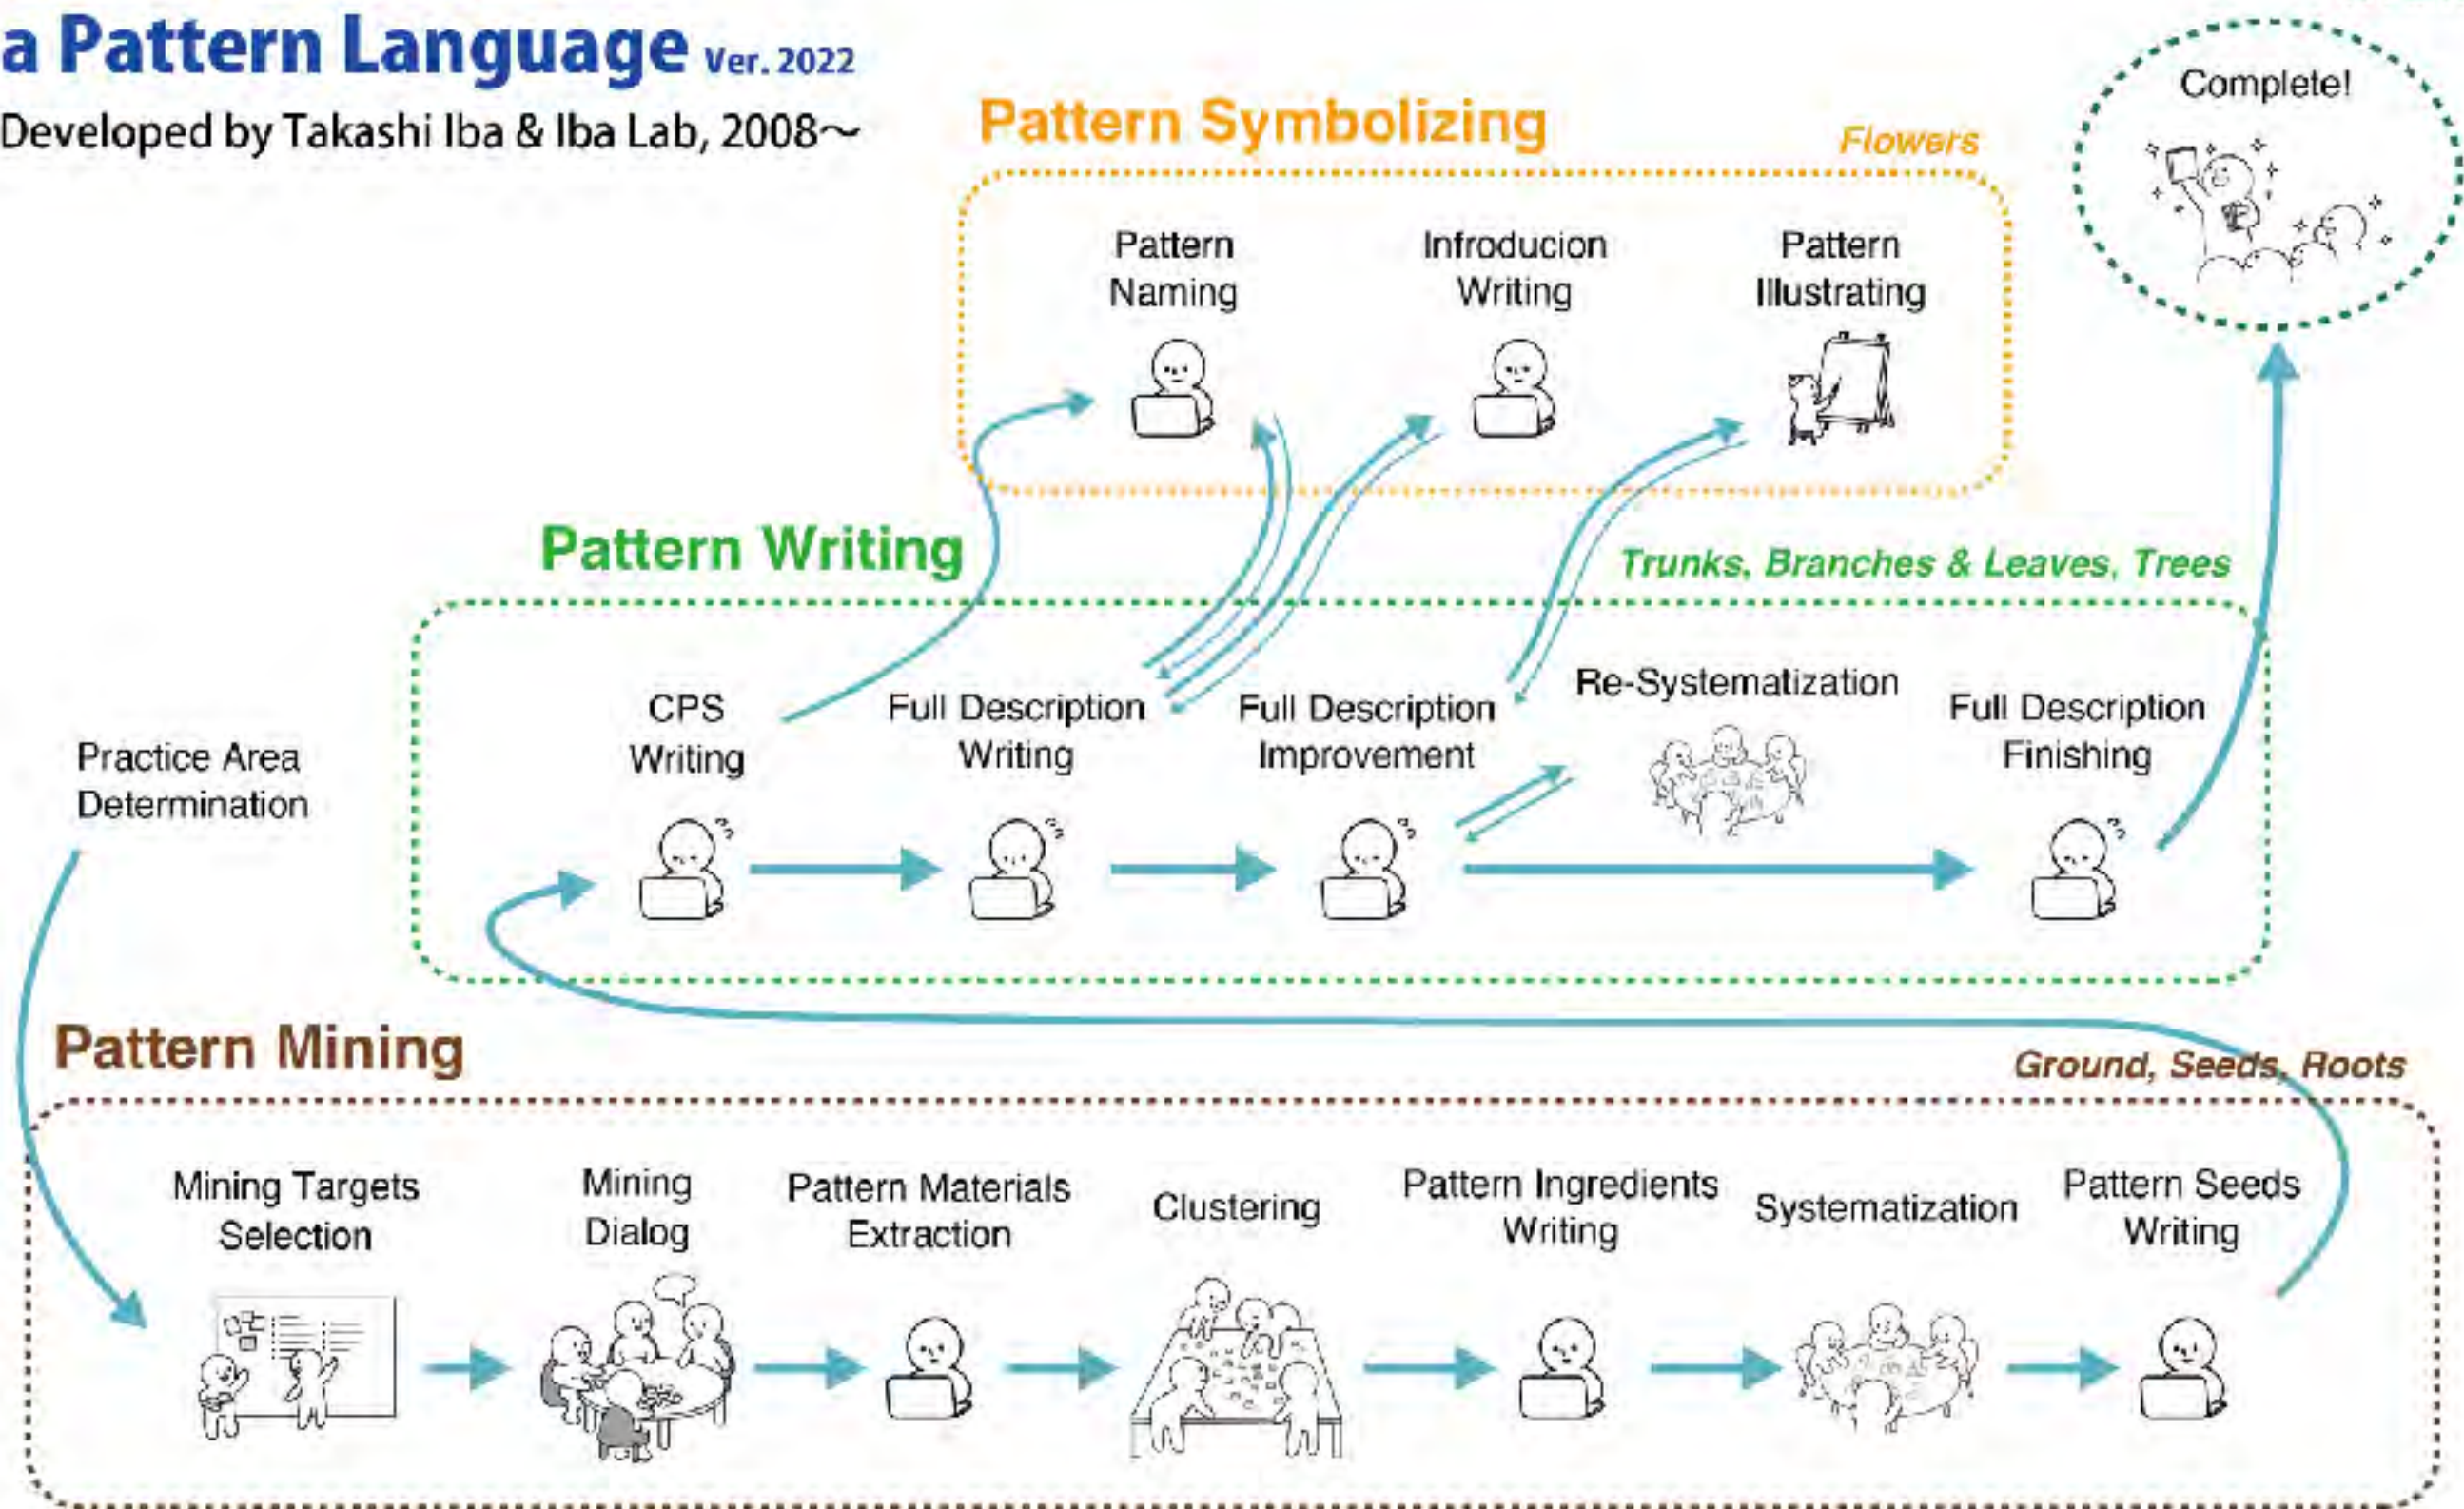 a Pattern Language Ver. 2022
Developed by Takashi Iba & Iba Lab, 2008~
Complete!
Pattern Symbolizing
Flowers
Pattern
Naming
Infroducion
Writing
Pattern
Illustrating
Pattern Writing
Trunks, Branches & Leaves, Trees
CPS
Writing
Full Description
Writing
Full Description
Improvement
Re-Systematization
Full Description
Finishing
Practice Area
Determination
Pattern Mining
Ground, Seeds, Roots
Mining Targets
Selection
Mining
Dialog
Pattern Materials
Extraction
Clustering
Pattern Ingredients
Writing
Systematization
Pattern Seeds
Writing